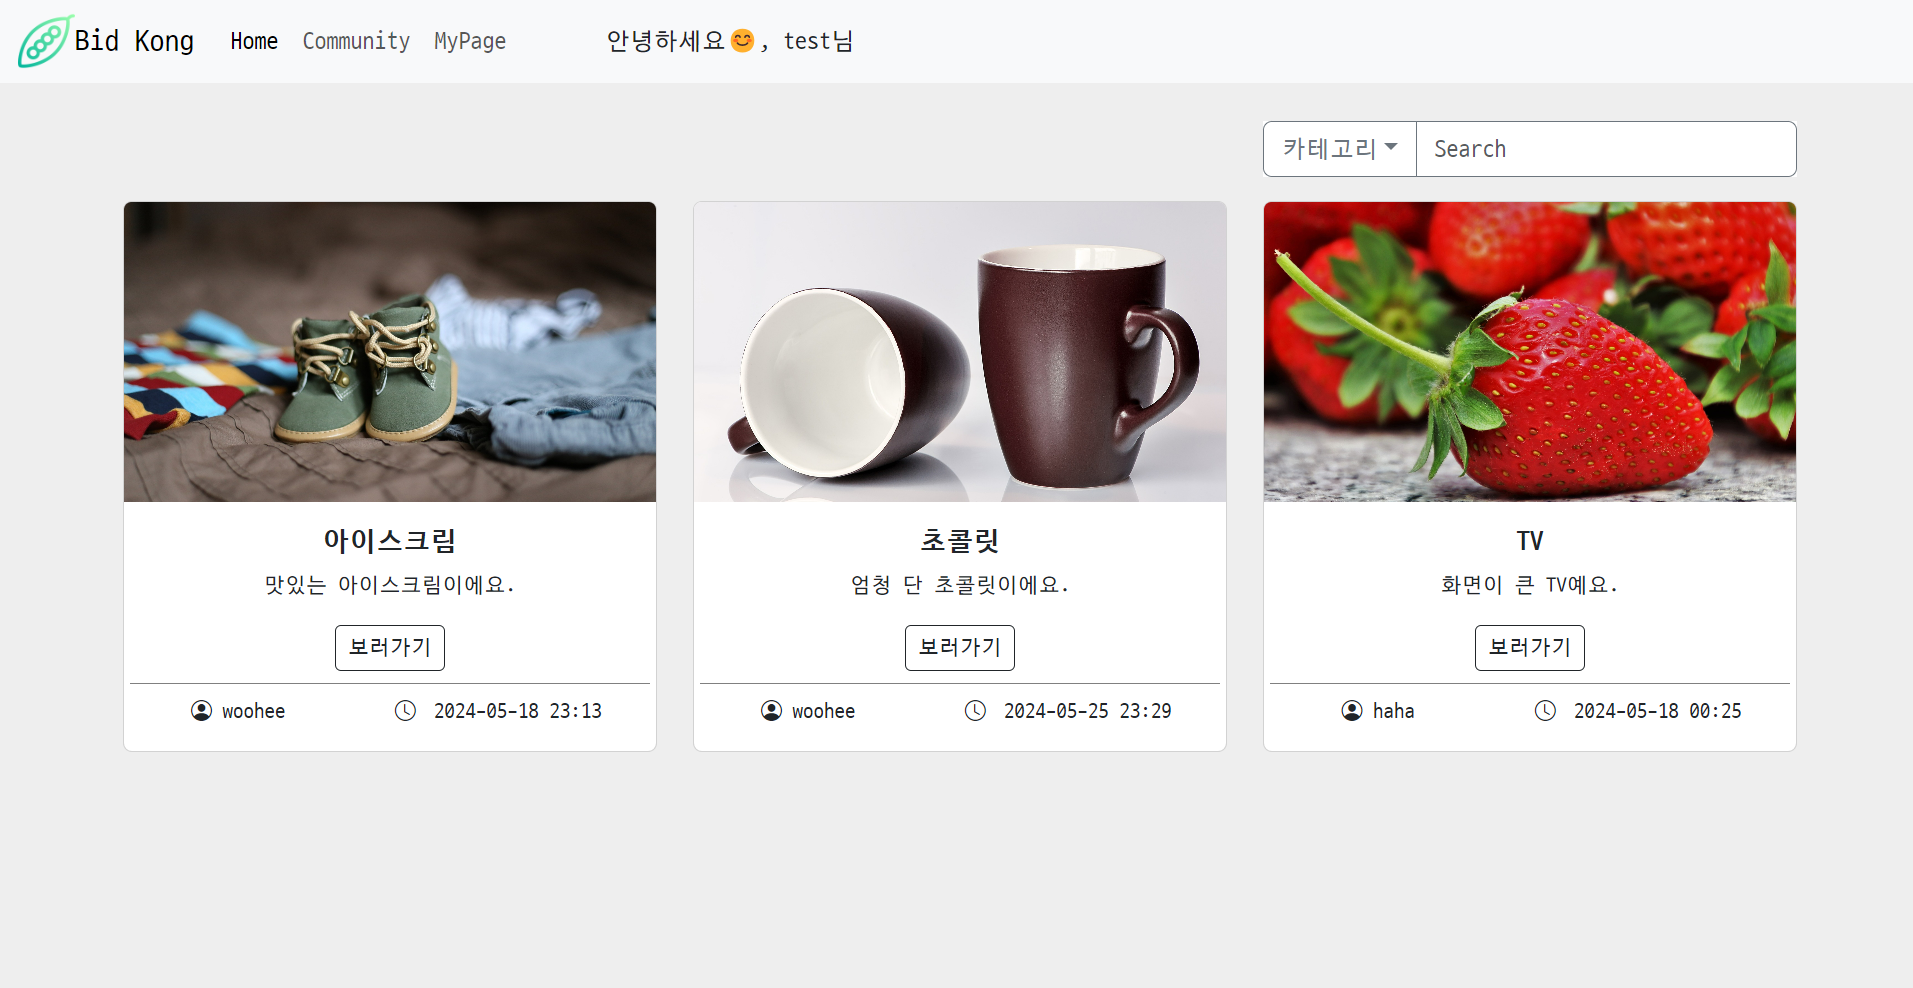 Bid Kong Home Community MyPage 안녕하세요😊, test님
카테고리 Search
아이스크림
맛있는 아이스크림이에요.
보러가기
woohee 2024-05-18 23:13
초콜릿
엄청 단 초콜릿이에요.
보러가기
woohee 2024-05-25 23:29
TV
화면이 큰 TV예요.
보러가기
haha 2024-05-18 00:25